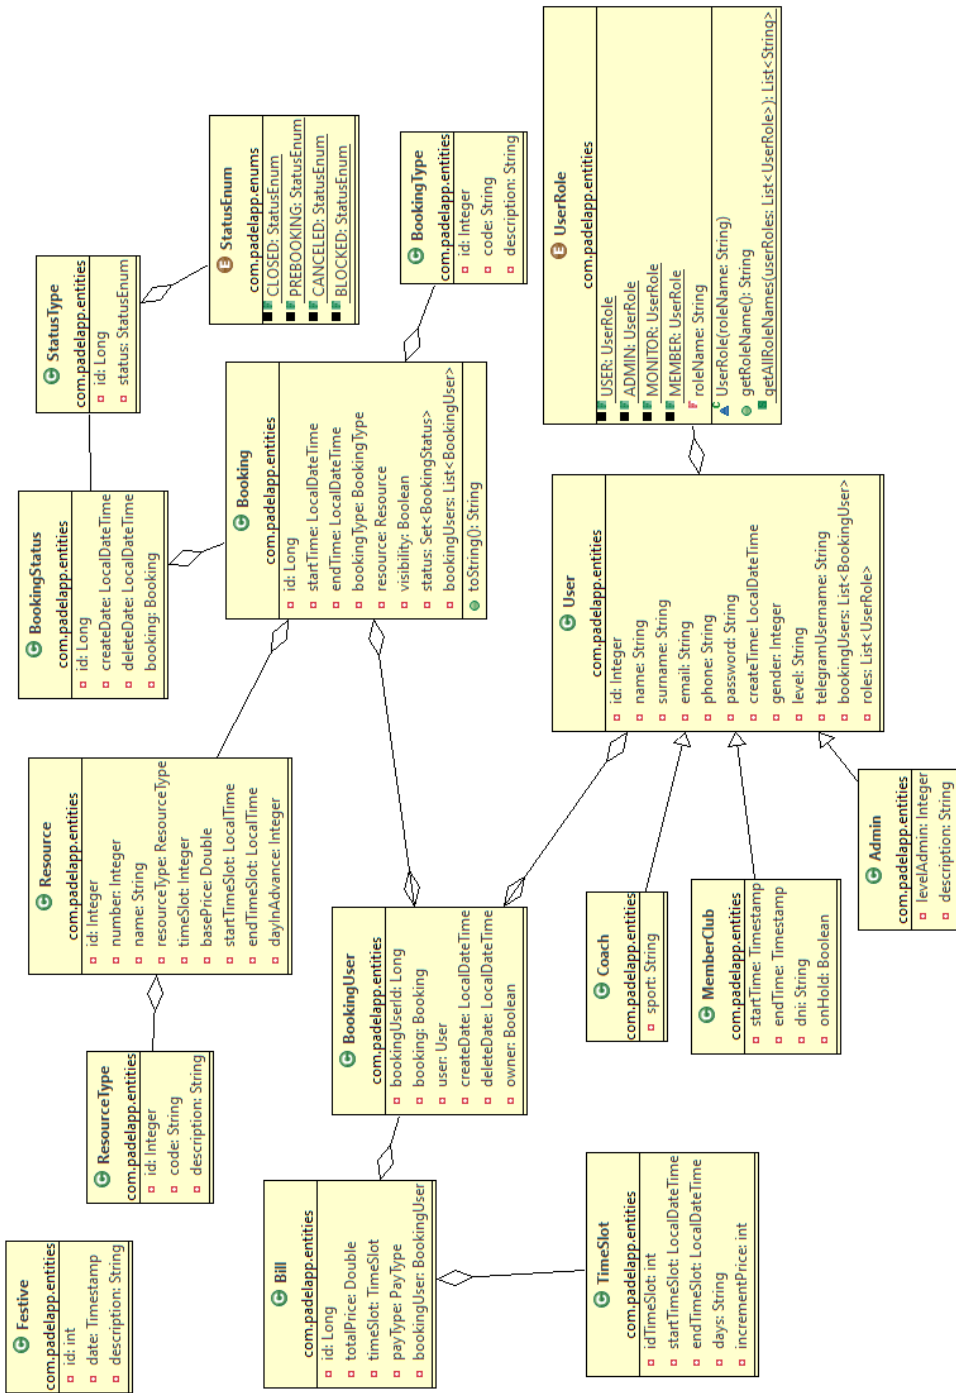 Festive
com.padelapp.entities
id: int
date: Timestamp
description: String
ResourceType
com.padelapp.entities
id: Integer
code: String
description: String
Resource
com.padelapp.entities
id: Integer
number: Integer
name: String
resourceType: ResourceType
timeSlot: Integer
basePrice: Double
startTimeSlot: LocalTime
endTimeSlot: LocalTime
dayInAdvance: Integer
BookingStatus
com.padelapp.entities
id: Long
createDate: LocalDateTime
deleteDate: LocalDateTime
booking: Booking
StatusType
com.padelapp.entities
id: Long
status: StatusEnum
E StatusEnum
com.padelapp.enums
CLOSED: StatusEnum
PREBOOKING: StatusEnum
CANCELED: StatusEnum
BLOCKED: StatusEnum
Booking
com.padelapp.entities
id: Long
startTime: LocalDateTime
endTime: LocalDateTime
bookingType: BookingType
resource: Resource
visibility: Boolean
status: Set<BookingStatus>
bookingUsers: List<BookingUser>
toString(): String
BookingType
com.padelapp.entities
id: Integer
code: String
description: String
Bill
com.padelapp.entities
id: Long
totalPrice: Double
timeSlot: TimeSlot
payType: PayType
bookingUser: BookingUser
BookingUser
com.padelapp.entities
bookingUserId: Long
booking: Booking
user: User
createDate: LocalDateTime
deleteDate: LocalDateTime
owner: Boolean
TimeSlot
com.padelapp.entities
idTimeSlot: int
startTimeSlot: LocalDateTime
endTimeSlot: LocalDateTime
days: String
incrementPrice: int
Coach
com.padelapp.entities
sport: String
MemberClub
com.padelapp.entities
startTime: Timestamp
endTime: Timestamp
dni: String
onHold: Boolean
Admin
com.padelapp.entities
levelAdmin: Integer
description: String
User
com.padelapp.entities
id: Integer
name: String
surname: String
email: String
phone: String
password: String
createTime: LocalDateTime
gender: Integer
level: String
telegramUsername: String
bookingUsers: List<BookingUser>
roles: List<UserRole>
E UserRole
com.padelapp.entities
USER: UserRole
ADMIN: UserRole
MONITOR: UserRole
MEMBER: UserRole
F roleName: String
C UserRole(roleName: String)
getRoleName(): String
getAllRoleNames(userRoles: List<UserRole>): List<String>